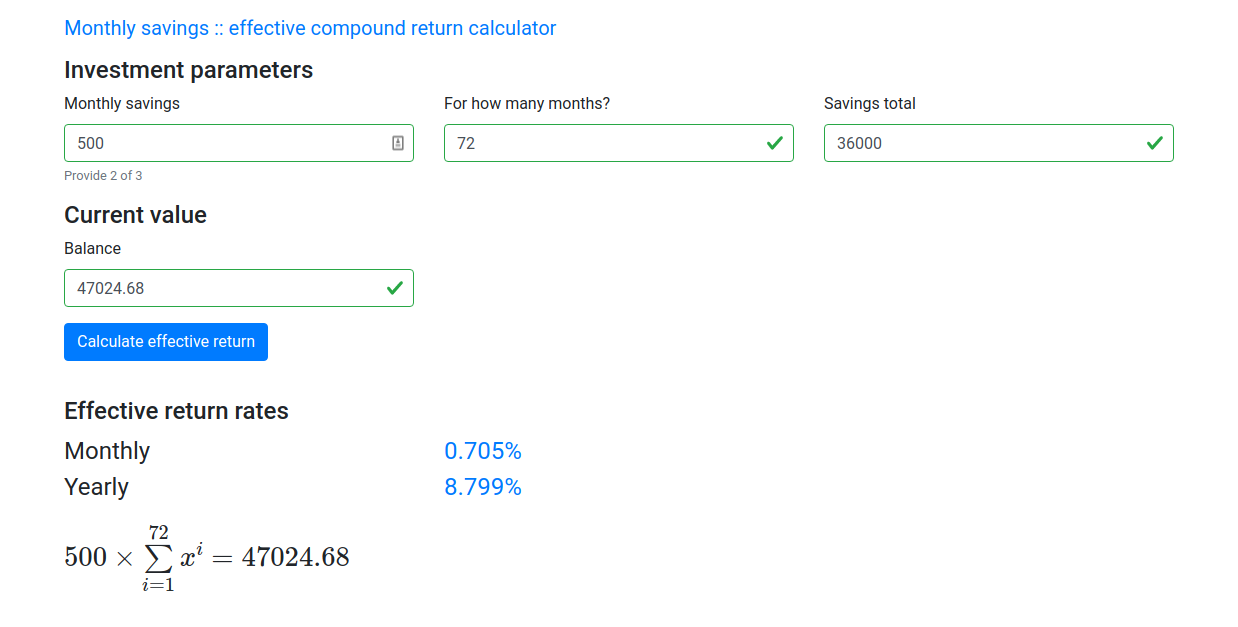 Monthly savings :: effective compound return calculator
Investment parameters
Monthly savings For how many months? Savings total
500 72 36000
Provide 2 of 3
Current value
Balance
47024.68
Calculate effective return
Effective return rates
Monthly 0.705%
Yearly 8.799%
72
500 × ∑ xⁱ = 47024.68
i=1